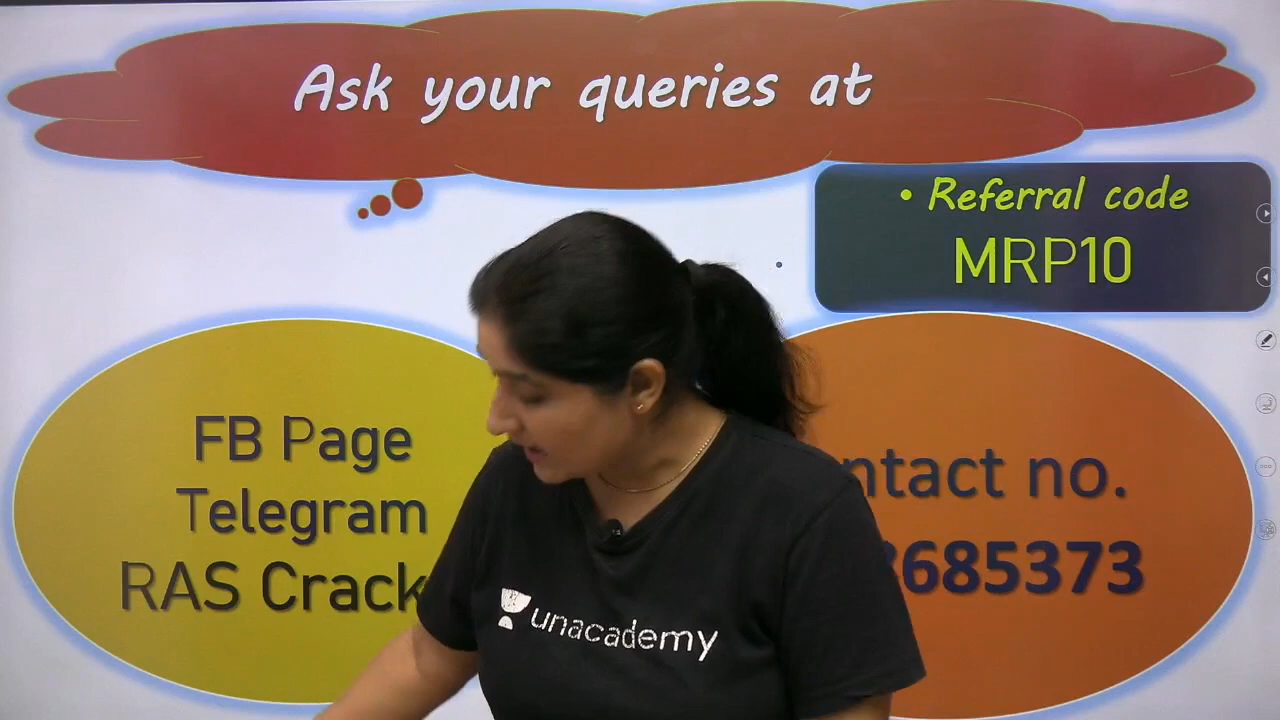 Ask your queries at
• Referral code
MRP10
FB Page
Telegram
RAS Crack
ntact no.
685373
unacademy